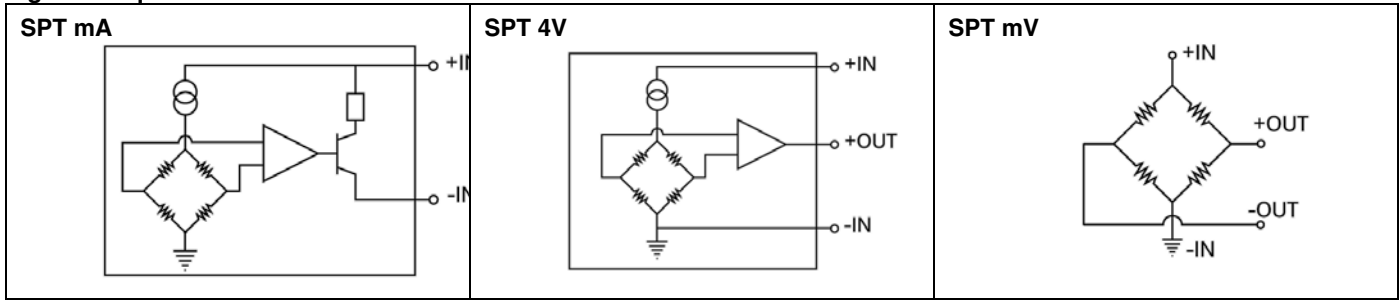 SPT mA
+IN
-IN
SPT 4V
+IN
+OUT
-IN
SPT mV
+IN
+OUT
-OUT
-IN